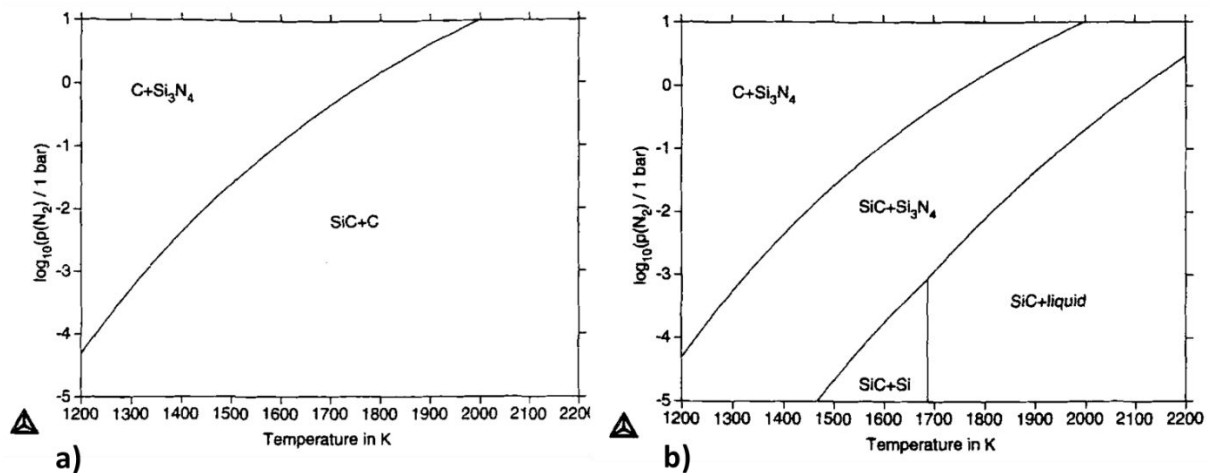 log₁₀(p(N₂) / 1 bar)
1
0
-1
-2
-3
-4
-5
C+Si₃N₄
SiC+C
1200 1300 1400 1500 1600 1700 1800 1900 2000 2100 2200
Temperature in K
a)
log₁₀(p(N₂) / 1 bar)
1
0
-1
-2
-3
-4
-5
C+Si₃N₄
SiC+Si₃N₄
SiC+liquid
SiC+Si
1200 1300 1400 1500 1600 1700 1800 1900 2000 2100 2200
Temperature in K
b)